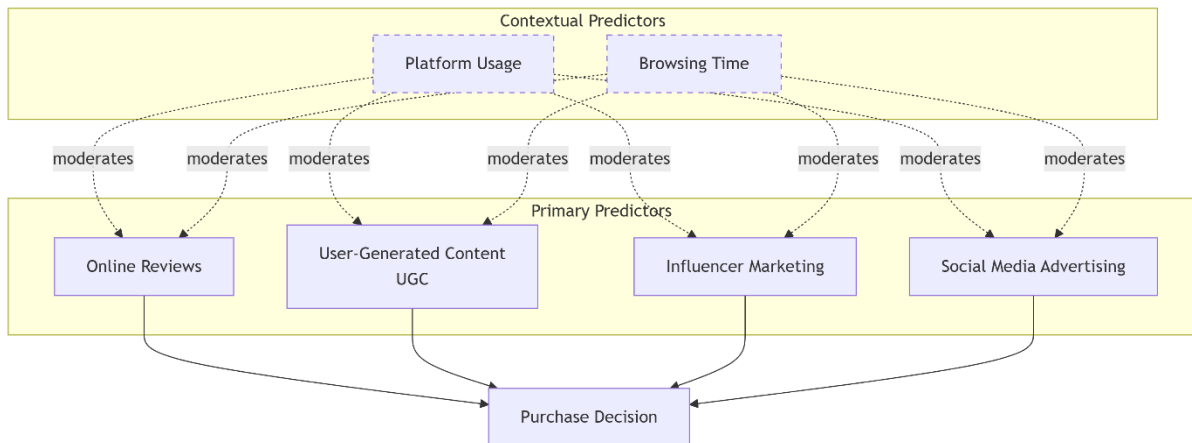 Contextual Predictors
Platform Usage
Browsing Time
moderates
moderates
moderates
moderates
moderates
moderates
moderates
moderates
Primary Predictors
Online Reviews
User-Generated Content
UGC
Influencer Marketing
Social Media Advertising
Purchase Decision